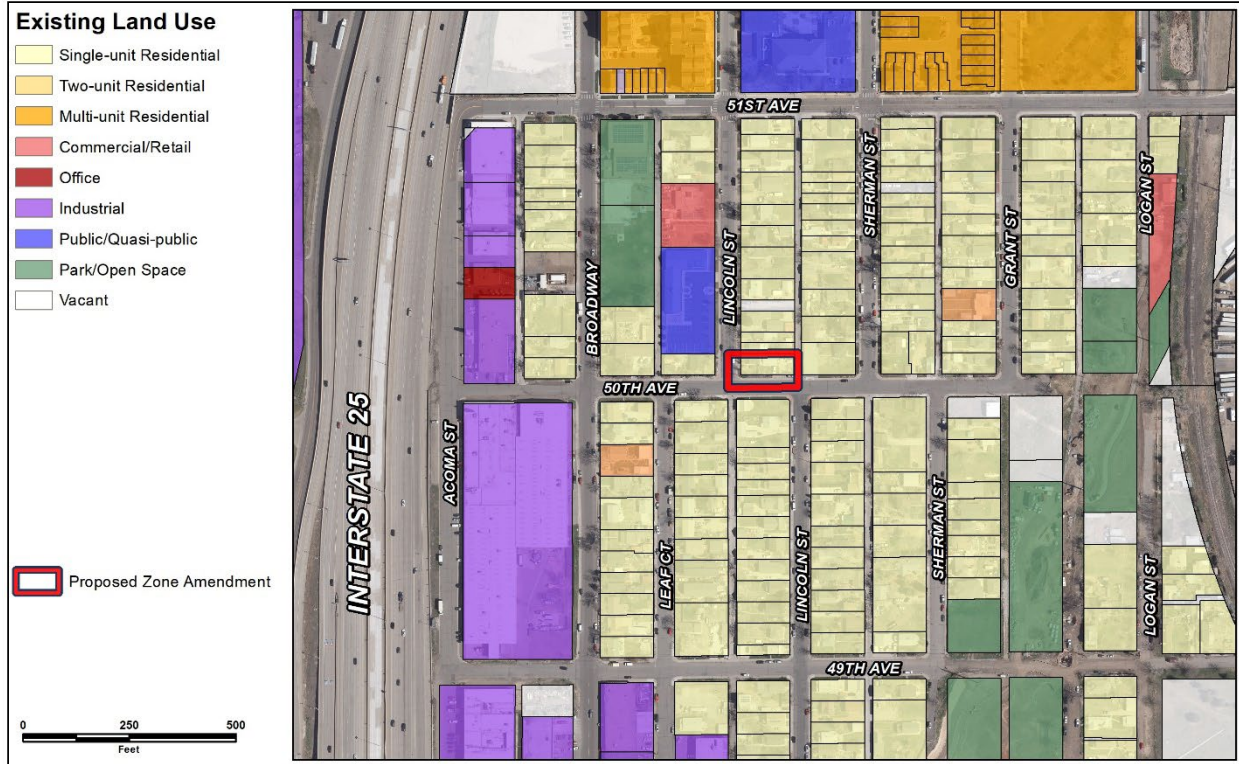 Existing Land Use
Single-unit Residential
Two-unit Residential
Multi-unit Residential
Commercial/Retail
Office
Industrial
Public/Quasi-public
Park/Open Space
Vacant
Proposed Zone Amendment
0 250 500
Feet
51ST AVE
SHERMAN ST
LOGAN ST
GRANT ST
LINCOLN ST
BROADWAY
50TH AVE
INTERSTATE 25
ACOMA ST
LEAF CT
LINCOLN ST
SHERMAN ST
LOGAN ST
49TH AVE